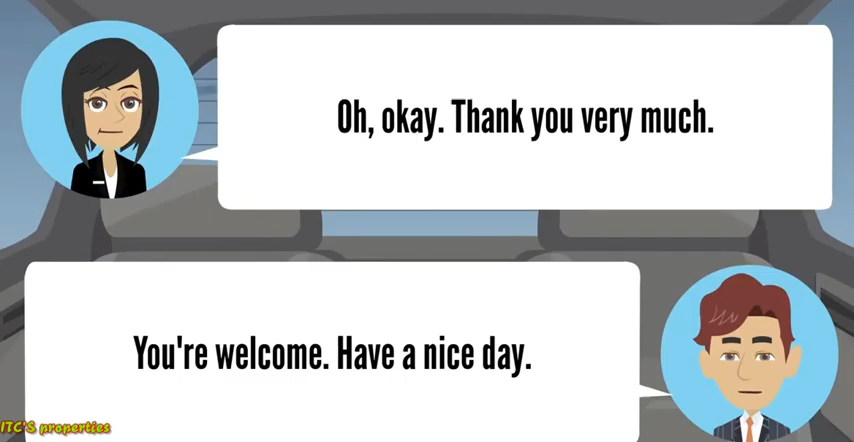 Oh, okay. Thank you very much.
You're welcome. Have a nice day.
ITC'S properties